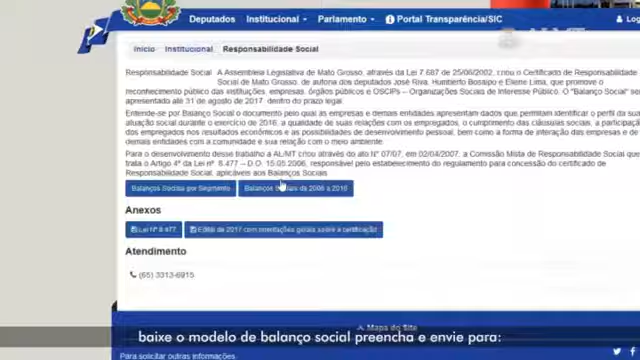 Deputados Institucional Parlamento Portal Transparência/SIC Log
AL-MT
Início Institucional Responsabilidade Social
Responsabilidade Social A Assembleia Legislativa de Mato Grosso, através da Lei 7.687 de 25/06/2002, criou o Certificado de Responsabilidade
Social de Mato Grosso, de autoria dos deputados José Riva, Humberto Bosaipo e Eliene Lima, que promove o
reconhecimento público das instituições, empresas, órgãos públicos e OSCIPs – Organizações Sociais de Interesse Público. O "Balanço Social" ser
apresentado até 31 de agosto de 2017 dentro do prazo legal.
Entende-se por Balanço Social o documento pelo qual as empresas e demais entidades apresentam dados que permitam identificar o perfil da
atuação social durante o exercício de 2016, a qualidade de suas relações com os empregados, o cumprimento das cláusulas sociais, a participação
dos empregados nos resultados econômicos e as possibilidades de desenvolvimento pessoal, bem como a forma de interação das empresas e de
demais entidades com a comunidade e sua relação com o meio ambiente.
Para o desenvolvimento desse trabalho a AL/MT criou através do ato N° 07/07, em 02/04/2007, a Comissão Mista de Responsabilidade Social que
trata o Artigo 4º da Lei nº 8.477 – D.O. 15.05.2006, responsável pelo estabelecimento do regulamento para concessão do certificado de
Responsabilidade Social, aplicáveis aos Balanços Sociais
Balanços Sociais por Segmento Balanços Sociais de 2006 a 2016
Anexos
Lei Nº 8.477 Edital de 2017 com orientações gerais sobre a certificação
Atendimento
(65) 3313-6915
Mapa do Site
baixe o modelo de balanço social preencha e envie para:
Para solicitar outras informações